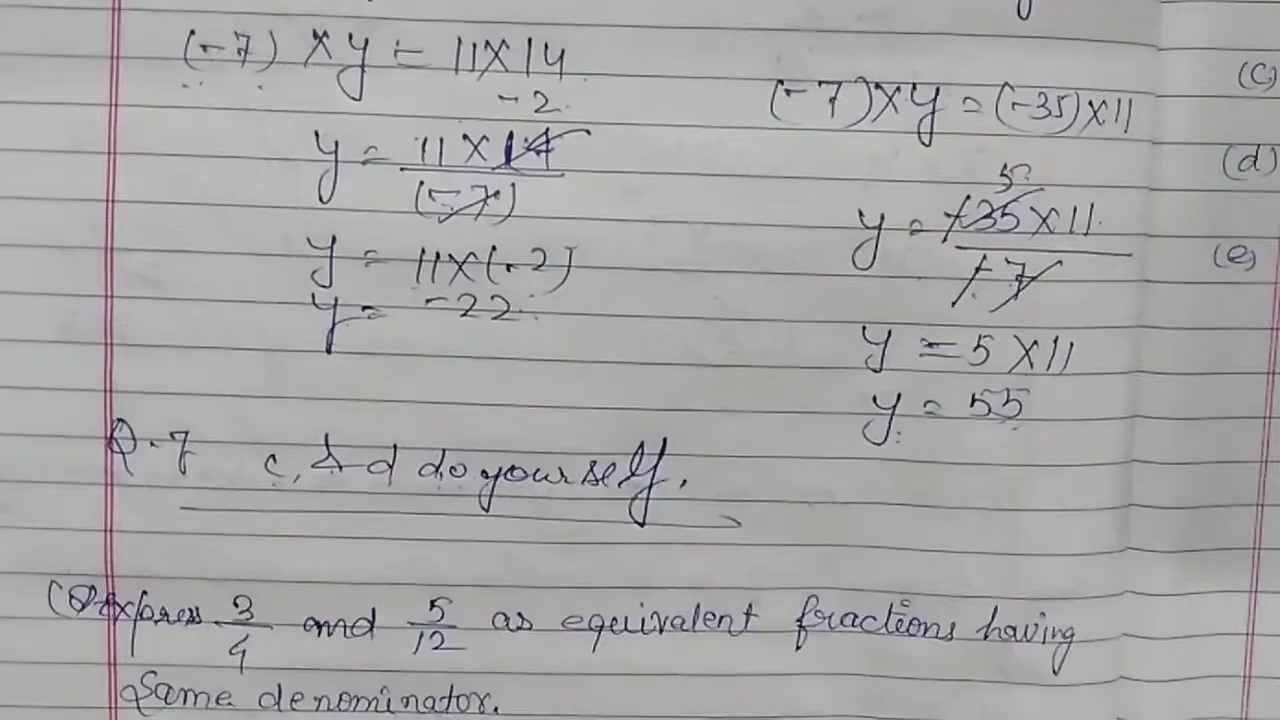 (-7) × y = 11×14
-2
y = 11 × 14
(-7)
y = 11×(-2)
y = -22
(-7)×y = (-35)×11
5
y = -35×11
-7
y = 5×11
y = 55
(c)
(d)
(e)
Q.7 c, & d do yourself.
Express 3/4 and 5/12 as equivalent fractions having
Same denominator.